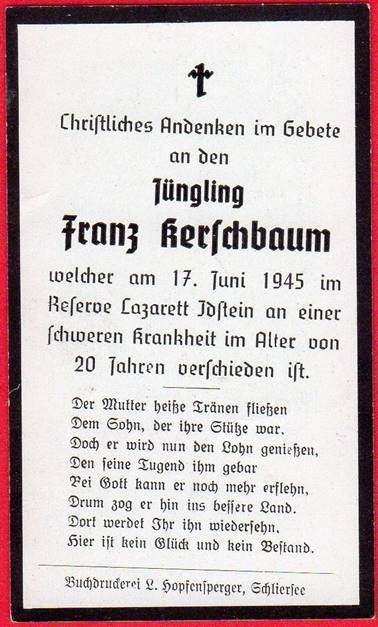 Chriſtliches Andenken im Gebete
an den
Jüngling
Franz Kerſchbaum
welcher am 17. Juni 1945 im
Reſerve Lazarett Idſtein an einer
ſchweren Krankheit im Alter von
20 Jahren verſchieden iſt.
Der Mutter heiße Tränen fließen
Dem Sohn, der ihre Stütze war.
Doch er wird nun den Lohn genießen,
Den ſeine Tugend ihm gebar
Bei Gott kann er noch mehr erflehn,
Drum zog er hin ins beſſere Land.
Dort werdet Ihr ihn wiederſehn,
Hier iſt kein Glück und kein Beſtand.
Buchdruckerei L. Hopfenſperger, Schlierſee